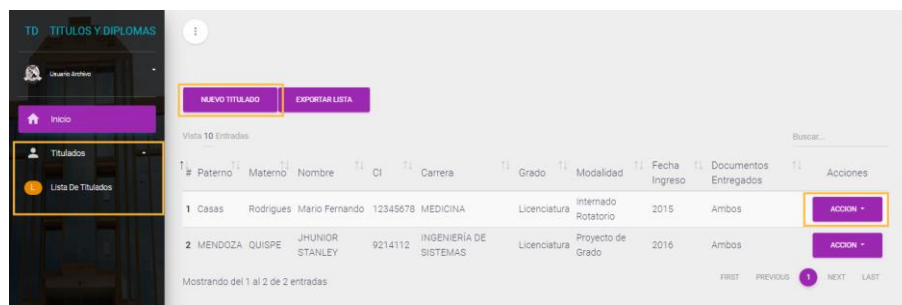 TD TITULOS Y DIPLOMAS
Usuario Archivo
Inicio
Titulados
L Lista De Titulados
NUEVO TITULADO EXPORTAR LISTA
Vista 10 Entradas Buscar...
# Paterno Materno Nombre CI Carrera Grado Modalidad Fecha Ingreso Documentos Entregados Acciones
1 Casas Rodrigues Mario Fernando 12345678 MEDICINA Licenciatura Internado Rotatorio 2015 Ambos ACCION
2 MENDOZA QUISPE JHUNIOR STANLEY 9214112 INGENIERÍA DE SISTEMAS Licenciatura Proyecto de Grado 2016 Ambos ACCION
Mostrando del 1 al 2 de 2 entradas FIRST PREVIOUS 1 NEXT LAST